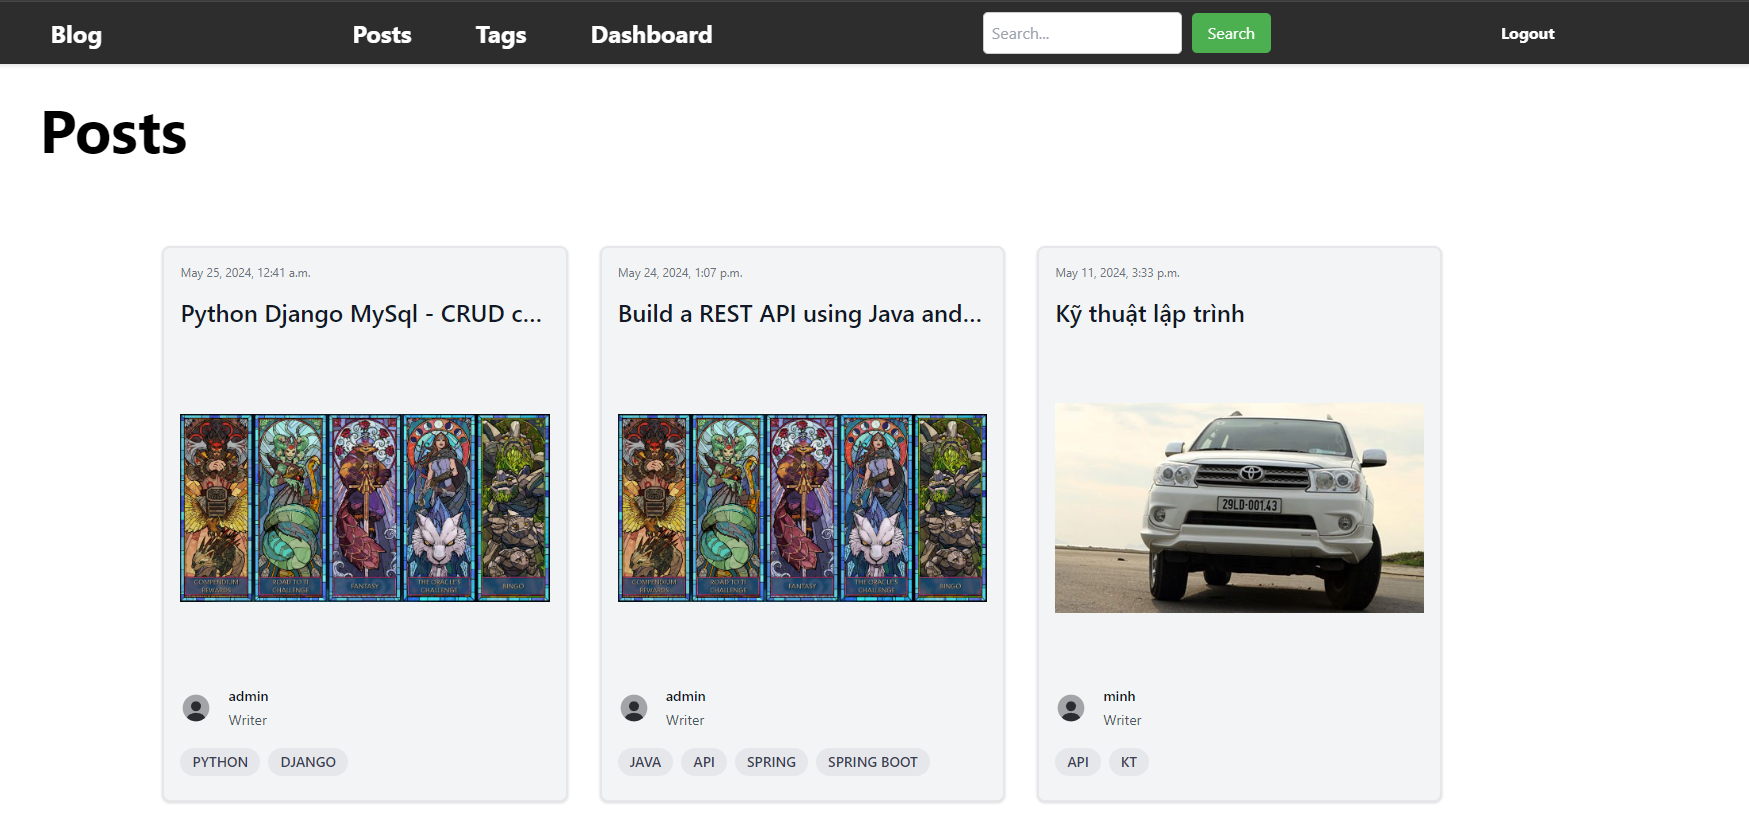 Blog Posts Tags Dashboard Search... Search Logout
Posts
May 25, 2024, 12:41 a.m.
Python Django MySql - CRUD c...
COMPENDIUM REWARDS
ROAD TO TI CHALLENGE
FANTASY
THE ORACLE'S CHALLENGE
BINGO
admin
Writer
PYTHON DJANGO
May 24, 2024, 1:07 p.m.
Build a REST API using Java and...
COMPENDIUM REWARDS
ROAD TO TI CHALLENGE
FANTASY
THE ORACLE'S CHALLENGE
BINGO
admin
Writer
JAVA API SPRING SPRING BOOT
May 11, 2024, 3:33 p.m.
Kỹ thuật lập trình
29LD-001.43
minh
Writer
API KT